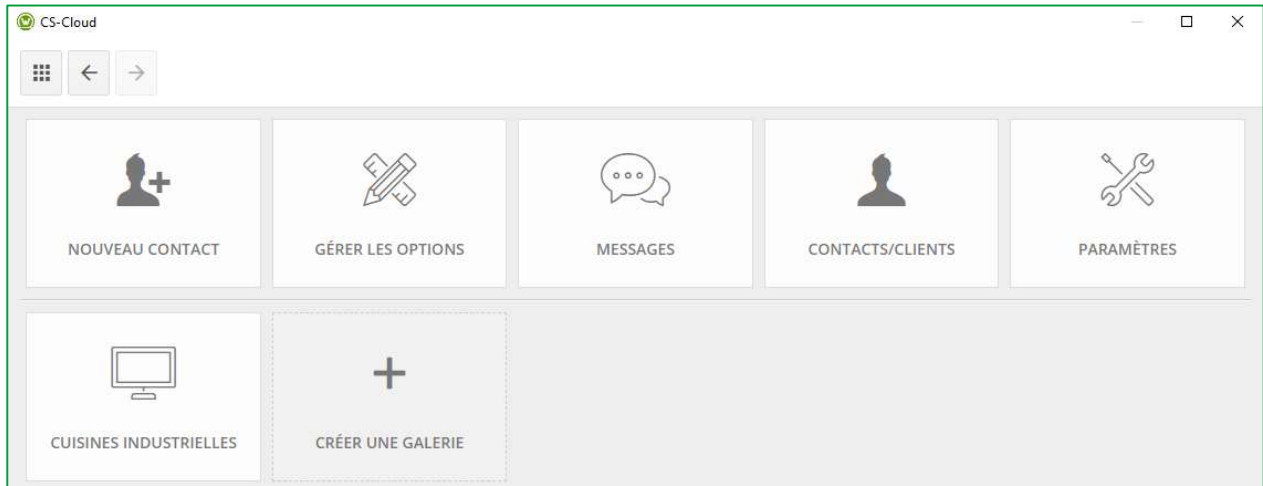 CS-Cloud
NOUVEAU CONTACT
GÉRER LES OPTIONS
MESSAGES
CONTACTS/CLIENTS
PARAMÈTRES
CUISINES INDUSTRIELLES
CRÉER UNE GALERIE